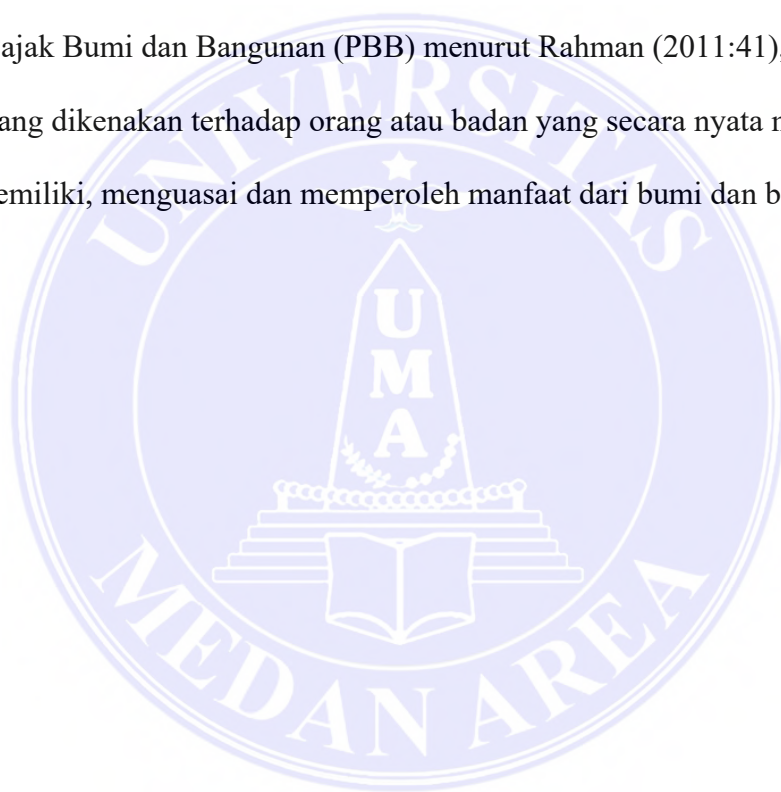 ajak Bumi dan Bangunan (PBB) menurut Rahman (2011:41),
ang dikenakan terhadap orang atau badan yang secara nyata
emiliki, menguasai dan memperoleh manfaat dari bumi dan b
UNIVERSITAS
UMA
MEDAN AREA